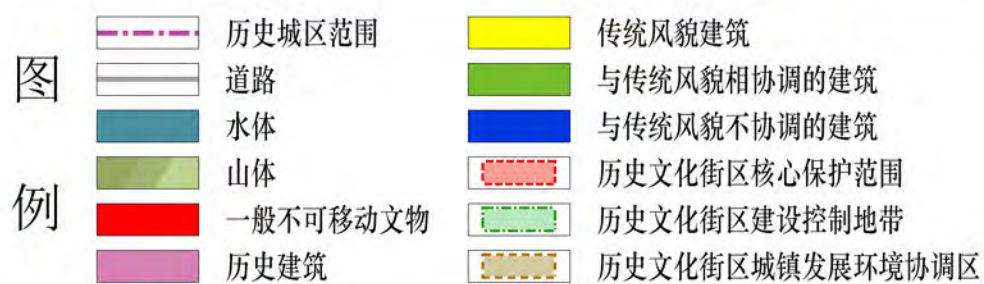 图例
历史城区范围
道路
水体
山体
一般不可移动文物
历史建筑
传统风貌建筑
与传统风貌相协调的建筑
与传统风貌不协调的建筑
历史文化街区核心保护范围
历史文化街区建设控制地带
历史文化街区城镇发展环境协调区